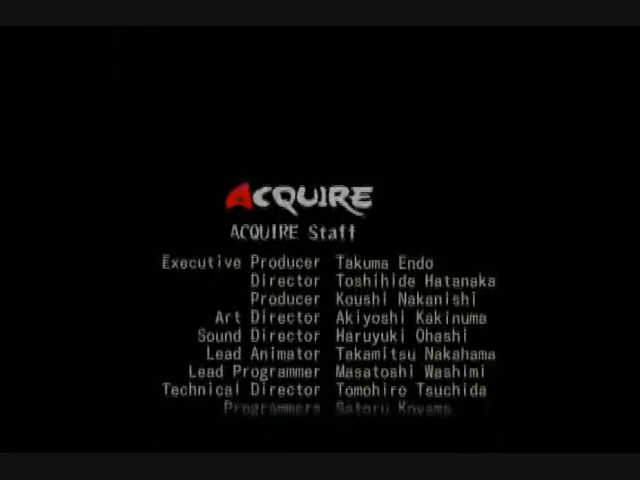 ACQUIRE
ACQUIRE Staff
Executive Producer Takuma Endo
Director Toshihide Hatanaka
Producer Koushi Nakanishi
Art Director Akiyoshi Kakinuma
Sound Director Haruyuki Ohashi
Lead Animator Takamitsu Nakahama
Lead Programmer Masatoshi Washimi
Technical Director Tomohiro Tsuchida
Programmers Satoru Koyama